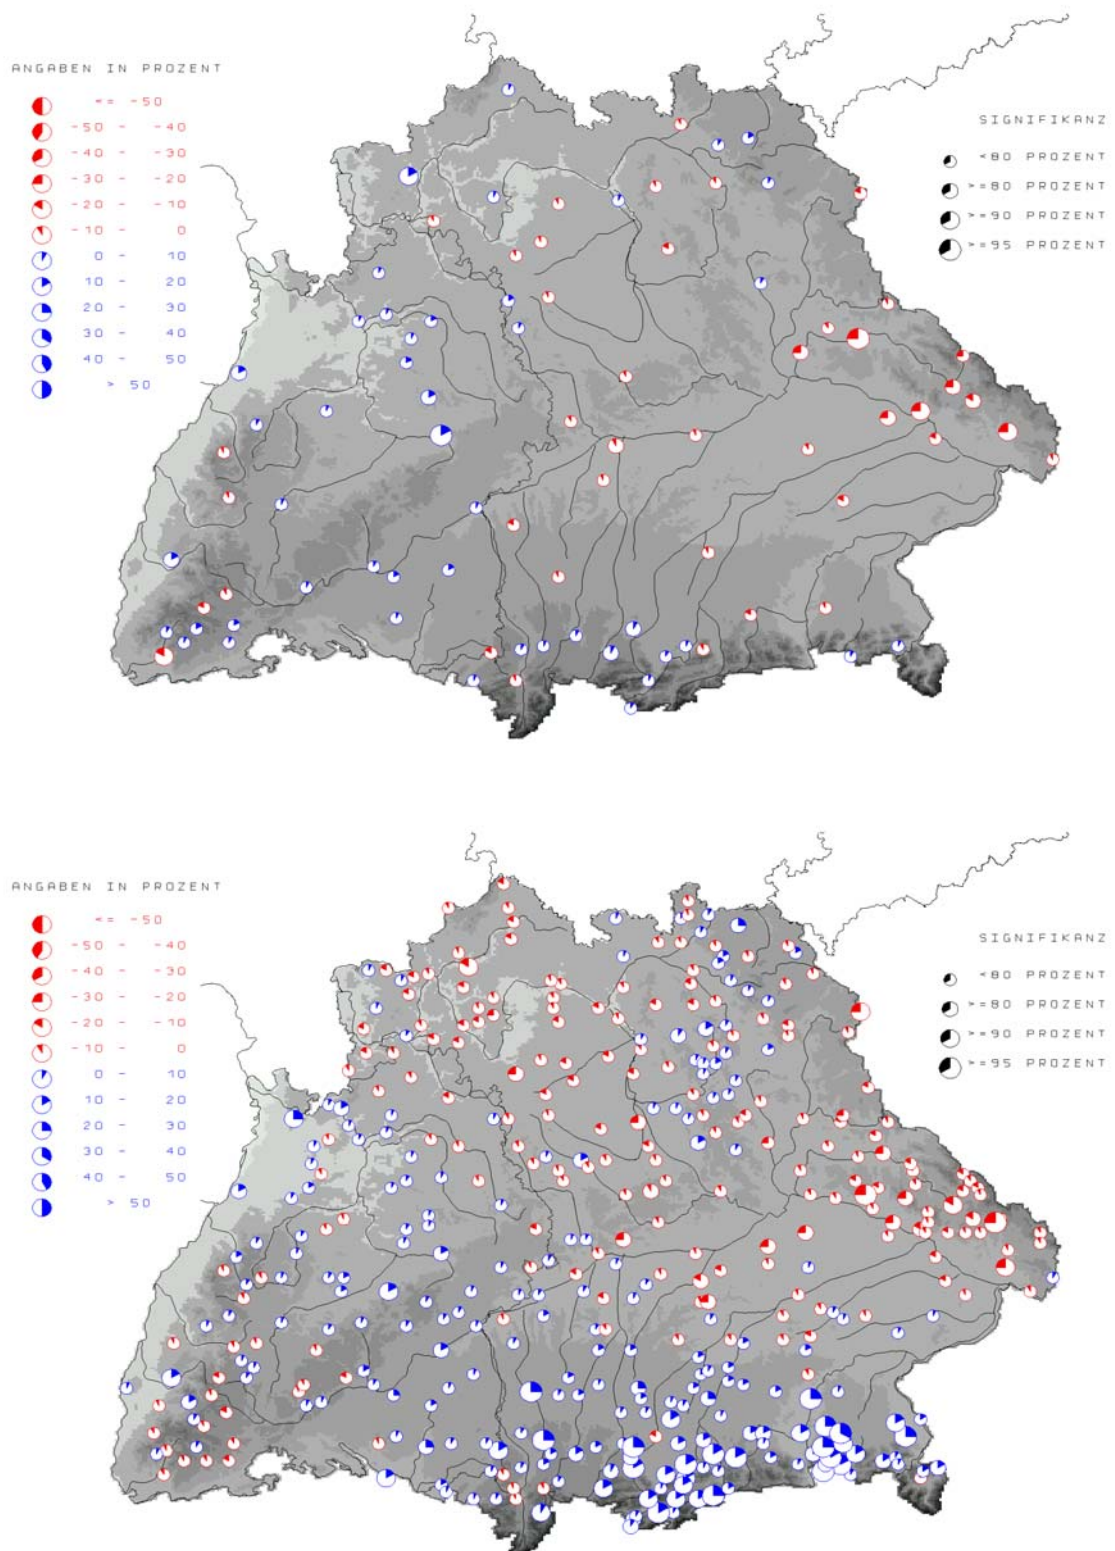 ANGABEN IN PROZENT
<= -50
-50 - -40
-40 - -30
-30 - -20
-20 - -10
-10 - 0
0 - 10
10 - 20
20 - 30
30 - 40
40 - 50
> 50
SIGNIFIKANZ
<80 PROZENT
>=80 PROZENT
>=90 PROZENT
>=95 PROZENT
ANGABEN IN PROZENT
<= -50
-50 - -40
-40 - -30
-30 - -20
-20 - -10
-10 - 0
0 - 10
10 - 20
20 - 30
30 - 40
40 - 50
> 50
SIGNIFIKANZ
<80 PROZENT
>=80 PROZENT
>=90 PROZENT
>=95 PROZENT